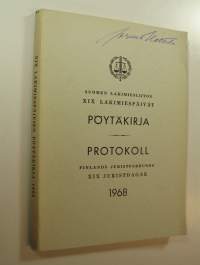 SUOMEN LAKIMIESLIITON
XIX LAKIMIESPÄIVÄT
PÖYTÄKIRJA
PROTOKOLL
FINLANDS JURISTFÖRBUNDS
XIX JURISTDAGAR
1968